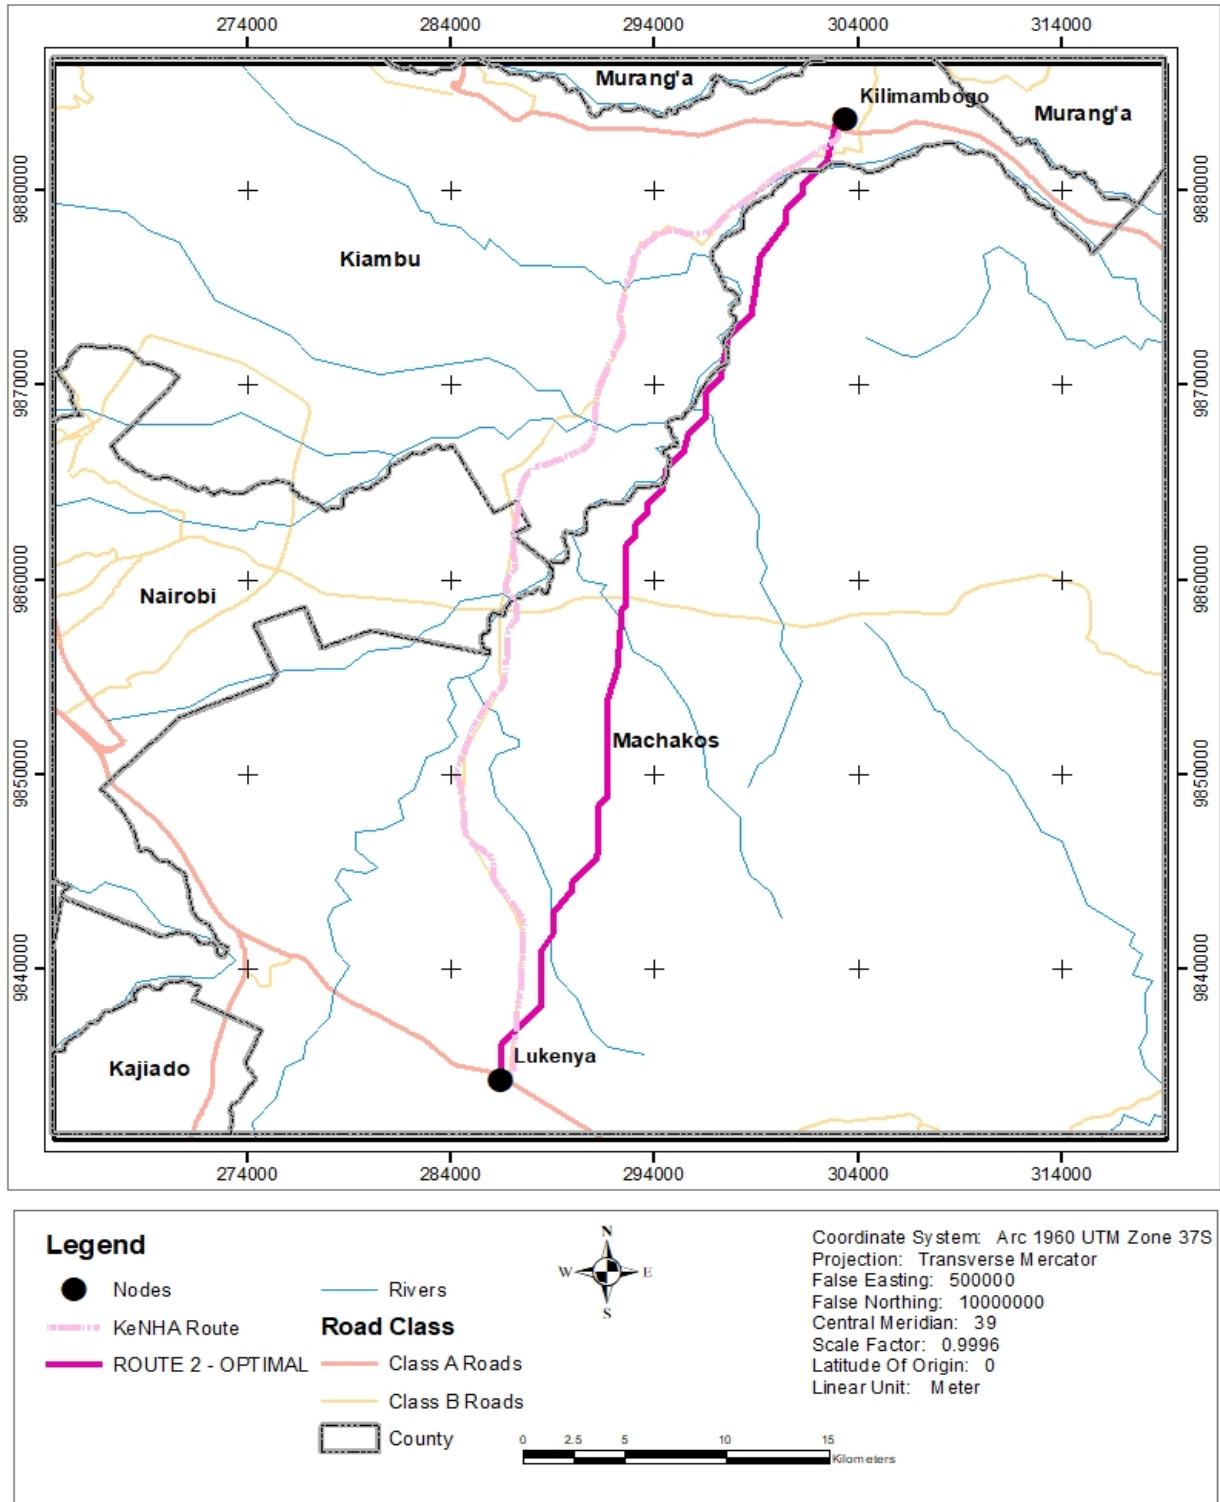 274000 284000 294000 304000 314000
Murang'a
Kilimambogo
Murang'a
9880000 9880000
Kiambu
9870000 9870000
9860000 9860000
Nairobi
Machakos
9850000 9850000
9840000 9840000
Lukenya
Kajiado
274000 284000 294000 304000 314000
Legend
Nodes
KeNHA Route
ROUTE 2 - OPTIMAL
Rivers
Road Class
Class A Roads
Class B Roads
County
N
W E
S
0 2.5 5 10 15
Kilometers
Coordinate System: Arc 1960 UTM Zone 37S
Projection: Transverse Mercator
False Easting: 500000
False Northing: 10000000
Central Meridian: 39
Scale Factor: 0.9996
Latitude Of Origin: 0
Linear Unit: Meter